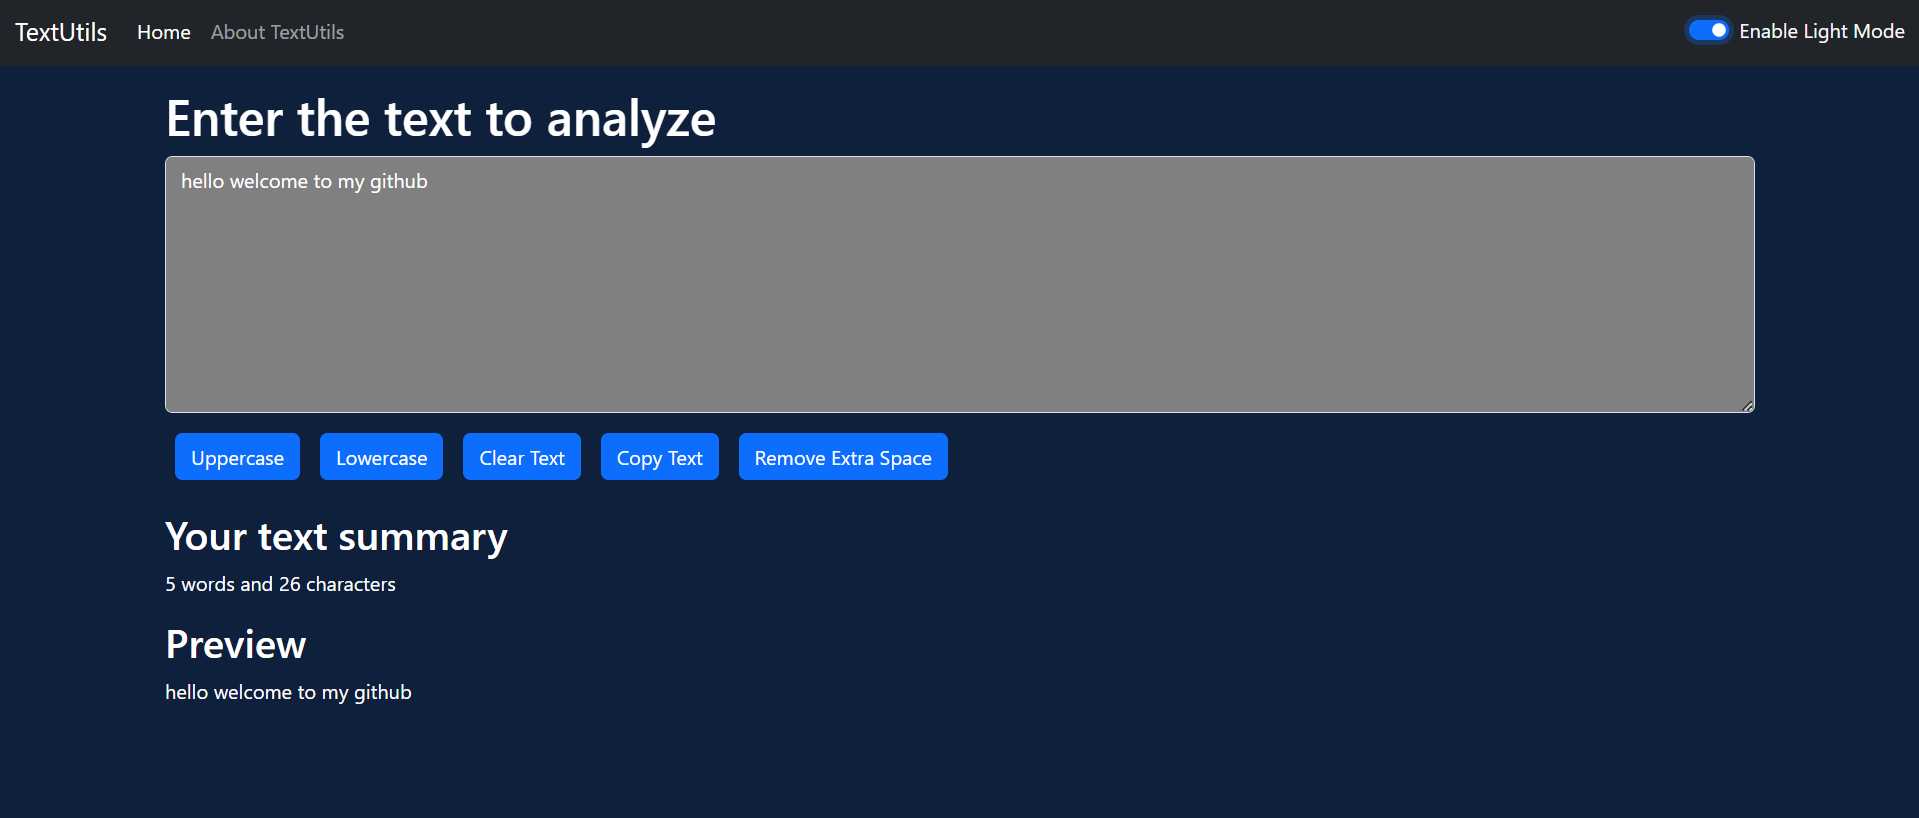 TextUtils Home About TextUtils Enable Light Mode
Enter the text to analyze
hello welcome to my github
Uppercase Lowercase Clear Text Copy Text Remove Extra Space
Your text summary
5 words and 26 characters
Preview
hello welcome to my github